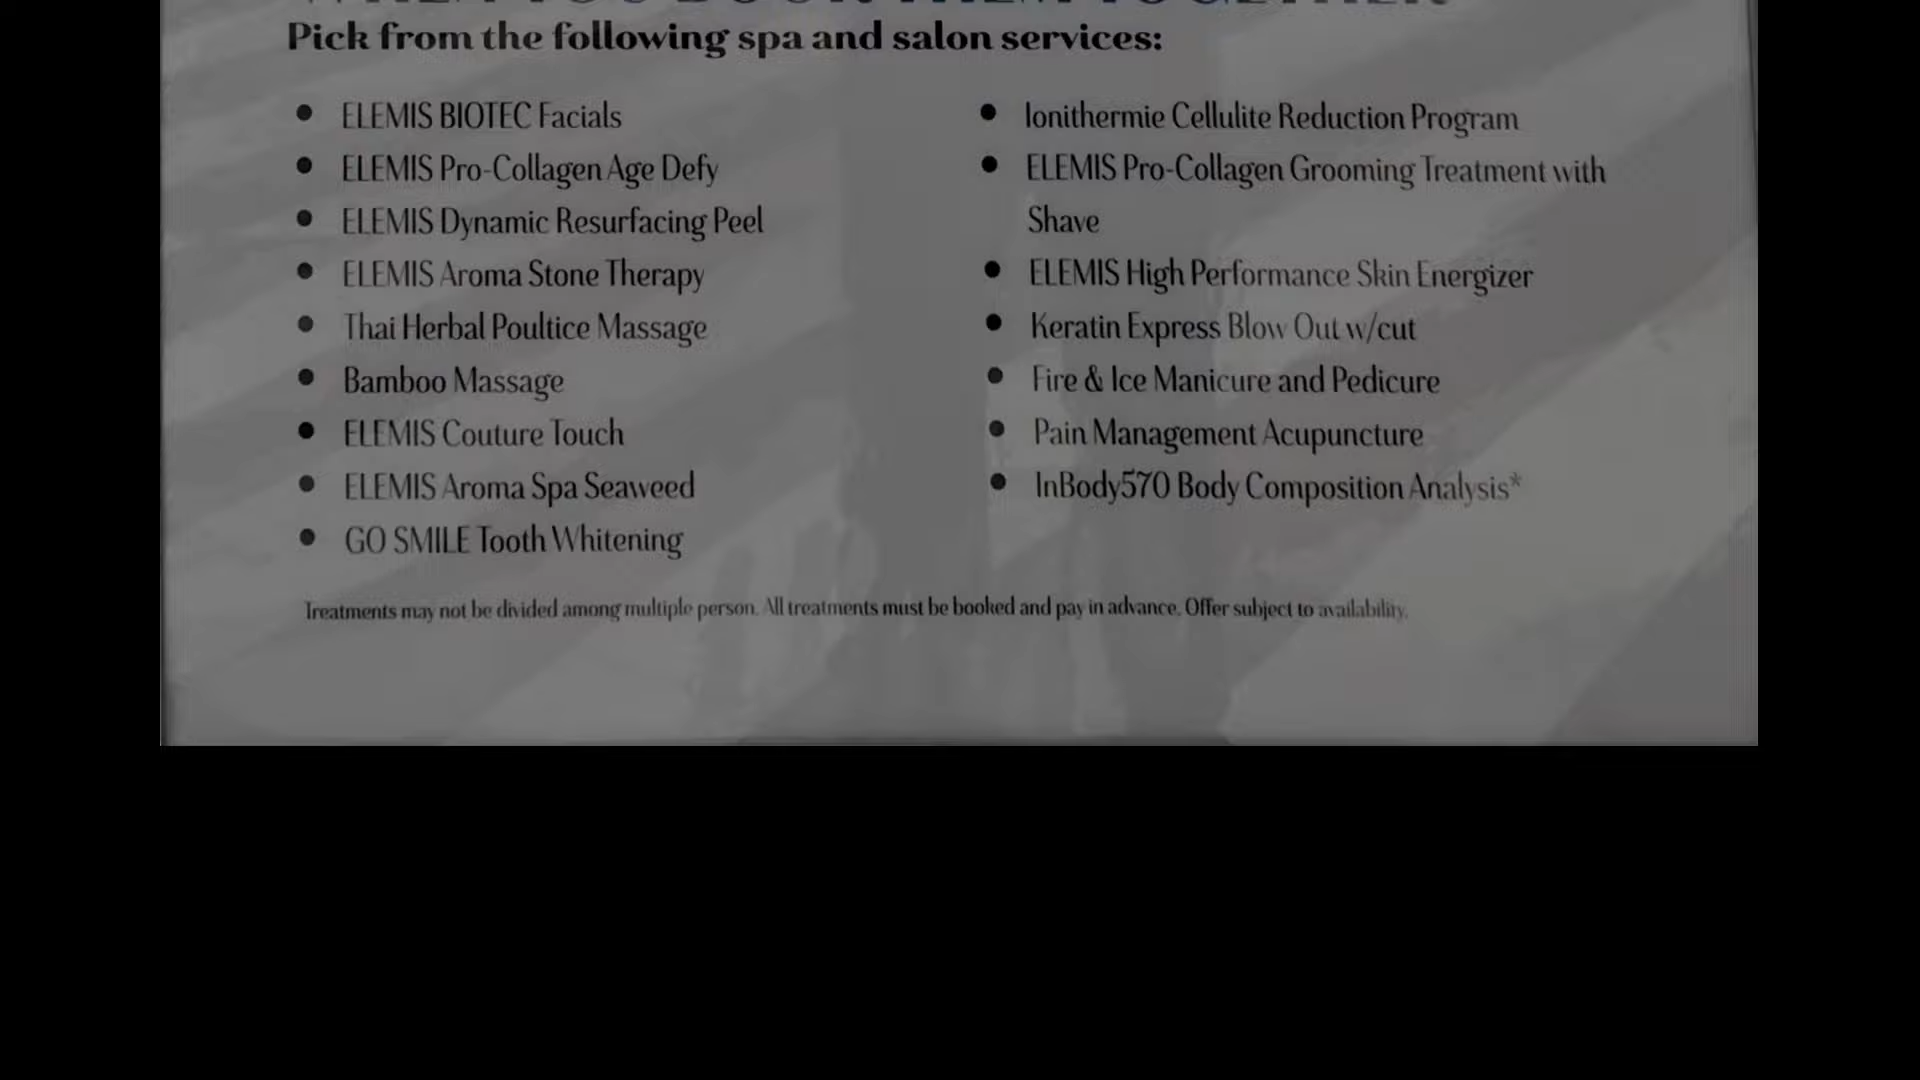 WHEN YOU BOOK THEM TOGETHER
Pick from the following spa and salon services:
• ELEMIS BIOTEC Facials
• ELEMIS Pro-Collagen Age Defy
• ELEMIS Dynamic Resurfacing Peel
• ELEMIS Aroma Stone Therapy
• Thai Herbal Poultice Massage
• Bamboo Massage
• ELEMIS Couture Touch
• ELEMIS Aroma Spa Seaweed
• GO SMILE Tooth Whitening
• Ionithermie Cellulite Reduction Program
• ELEMIS Pro-Collagen Grooming Treatment with
Shave
• ELEMIS High Performance Skin Energizer
• Keratin Express Blow Out w/cut
• Fire & Ice Manicure and Pedicure
• Pain Management Acupuncture
• InBody570 Body Composition Analysis*
Treatments may not be divided among multiple person. All treatments must be booked and pay in advance. Offer subject to availability.